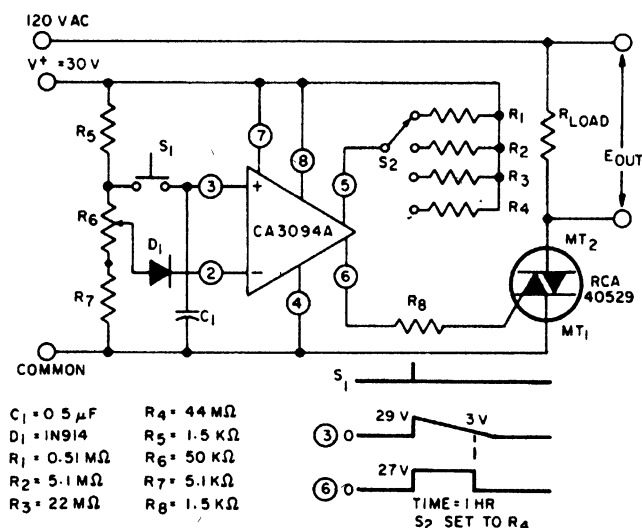 120 VAC
V+ = 30 V
R5
S1
R6
D1
R7
C1
3
2
7
8
+
CA3094A
−
5
6
4
S2
R1
R2
R3
R4
RLOAD
EOUT
MT2
RCA
40529
MT1
R8
COMMON
C1 = 0.5 μF
D1 = 1N914
R1 = 0.51 MΩ
R2 = 5.1 MΩ
R3 = 22 MΩ
R4 = 44 MΩ
R5 = 1.5 KΩ
R6 = 50 KΩ
R7 = 5.1 KΩ
R8 = 1.5 KΩ
S1
3 0 29 V 3 V
6 0 27 V
TIME = 1 HR
S2 SET TO R4